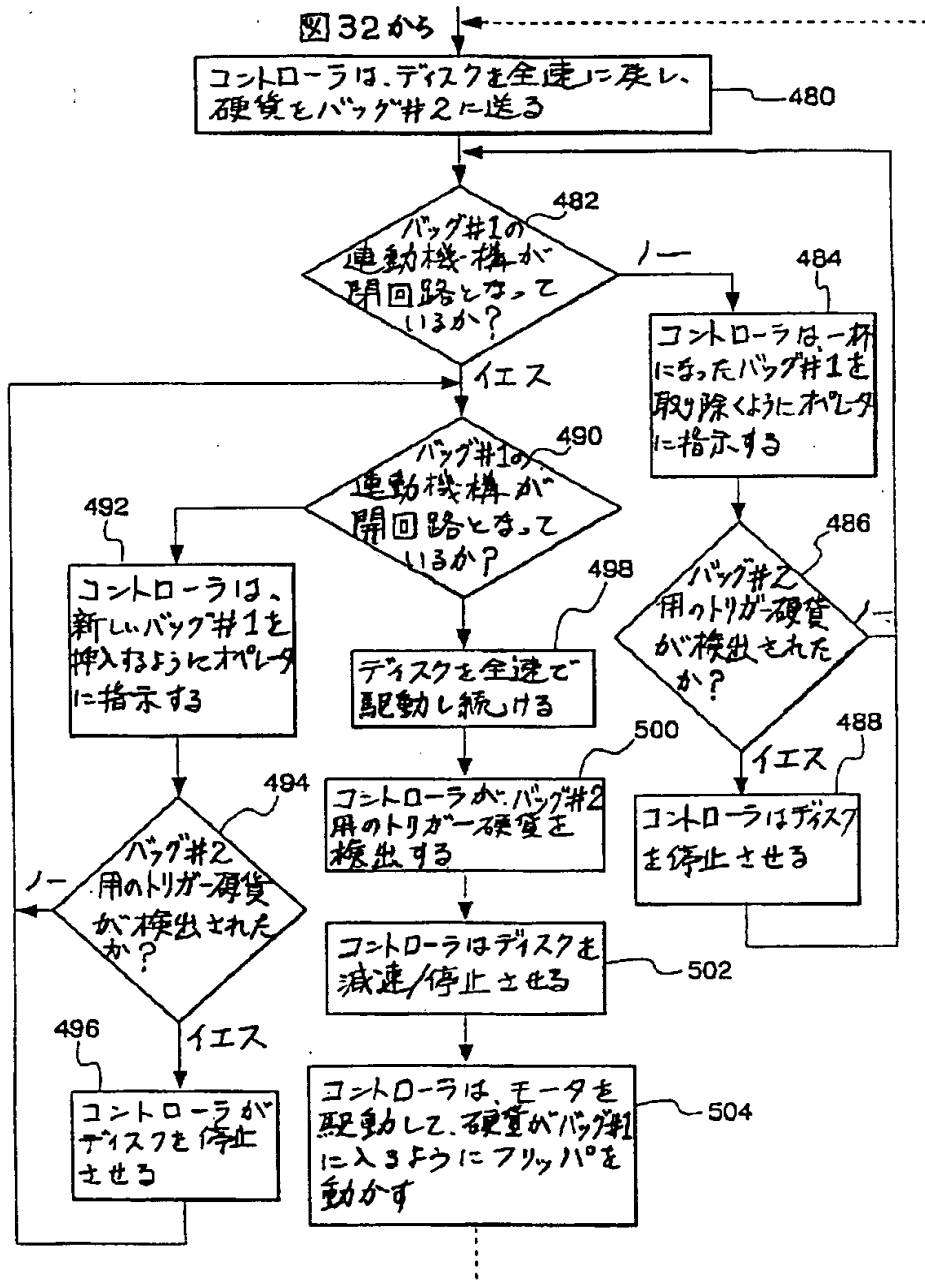 図32から
コントローラは、ディスクを全速に戻し、
硬貨をバッグ#2に送る
480
482
バッグ#1の
連動機構が
閉回路となって
いるか?
ノー
イエス
484
コントローラは、一杯
になったバッグ#1を
取り除くようにオペレータ
に指示する
486
バッグ#2
用のトリガー硬貨
が検出された
か?
ノー
イエス
488
コントローラはディスク
を停止させる
490
バッグ#1の
連動機構が
開回路となって
いるか?
492
コントローラは、
新しいバッグ#1を
挿入するようにオペレータ
に指示する
494
バッグ#2
用のトリガー硬貨
が検出された
か?
ノー
イエス
496
コントローラが
ディスクを停止
させる
498
ディスクを全速で
駆動し続ける
500
コントローラが、バッグ#2
用のトリガー硬貨を
検出する
コントローラはディスクを
減速/停止させる
502
コントローラは、モータを
駆動して、硬貨がバッグ#1
に入るようにフリッパを
動かす
504